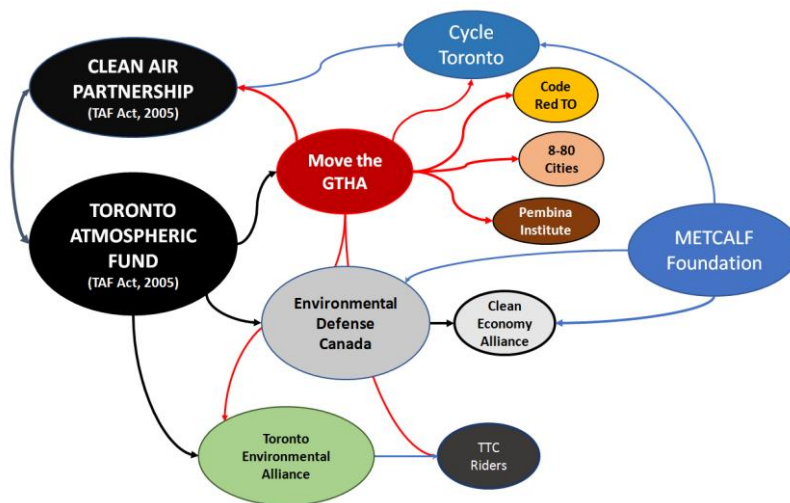 Cycle
Toronto
CLEAN AIR
PARTNERSHIP
(TAF Act, 2005)
Code
Red TO
Move the
GTHA
8-80
Cities
Pembina
Institute
TORONTO
ATMOSPHERIC
FUND
(TAF Act, 2005)
METCALF
Foundation
Environmental
Defense
Canada
Clean
Economy
Alliance
Toronto
Environmental
Alliance
TTC
Riders